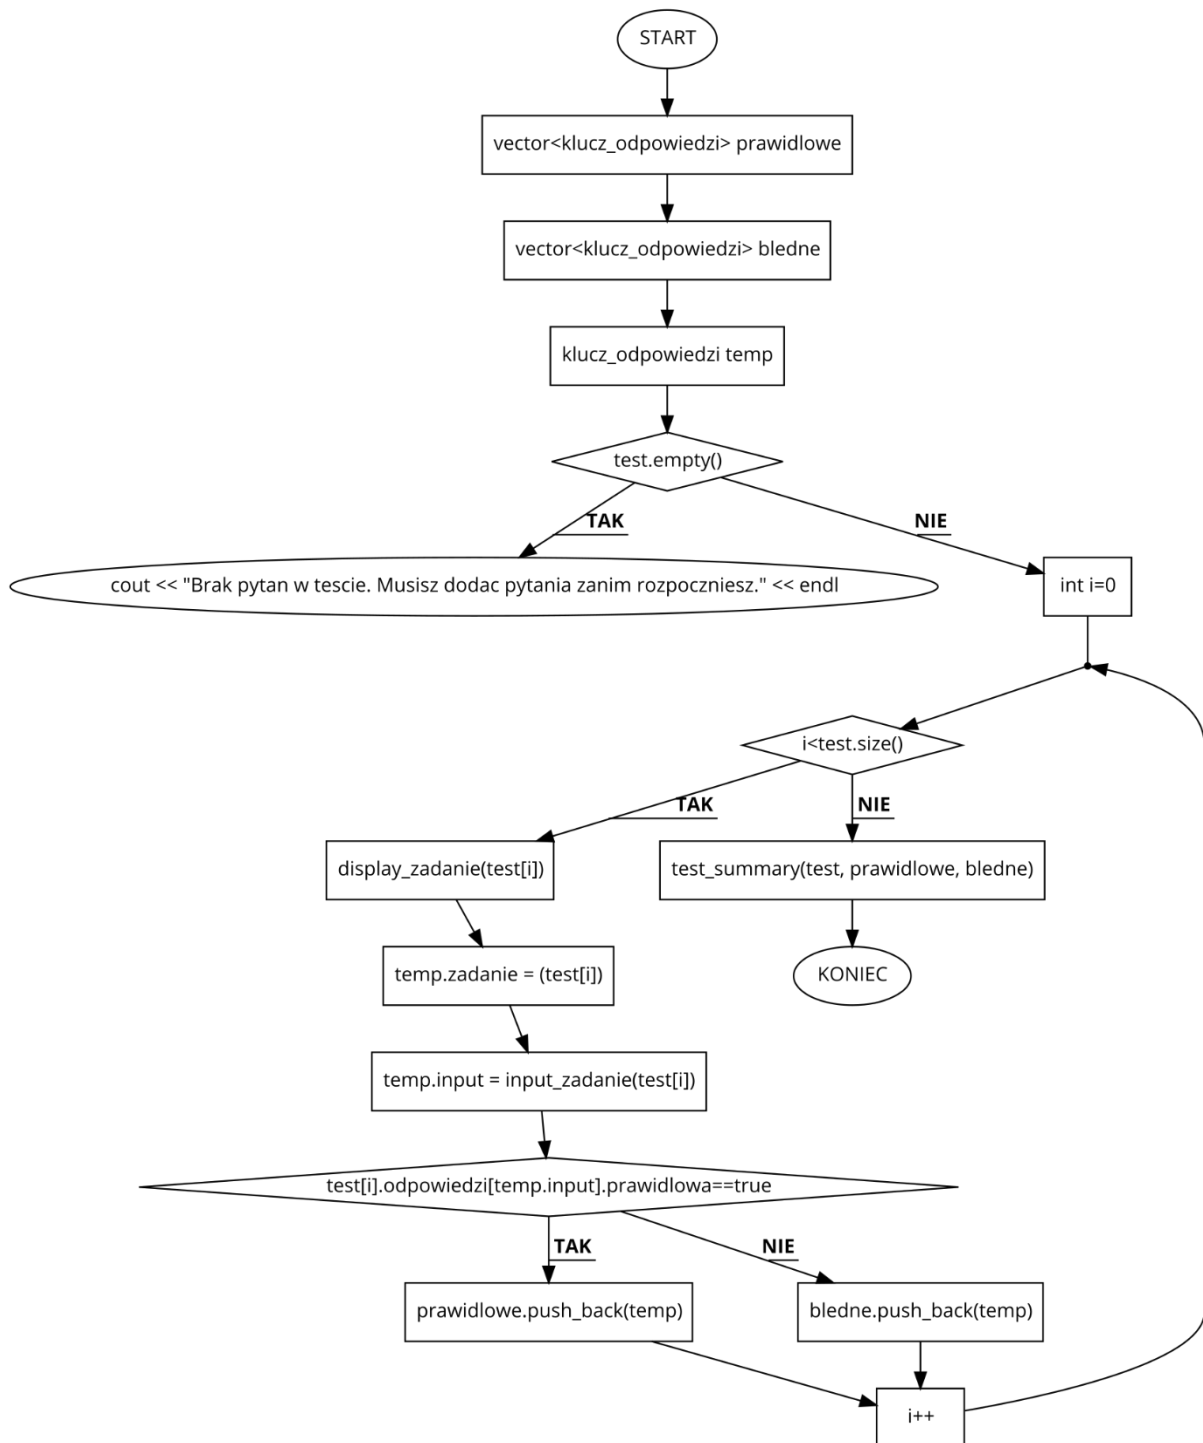 START
vector<klucz_odpowiedzi> prawidlowe
vector<klucz_odpowiedzi> bledne
klucz_odpowiedzi temp
test.empty()
TAK
NIE
cout << "Brak pytan w tescie. Musisz dodac pytania zanim rozpoczniesz." << endl
int i=0
i<test.size()
TAK
NIE
display_zadanie(test[i])
test_summary(test, prawidlowe, bledne)
temp.zadanie = (test[i])
KONIEC
temp.input = input_zadanie(test[i])
test[i].odpowiedzi[temp.input].prawidlowa==true
TAK
NIE
prawidlowe.push_back(temp)
bledne.push_back(temp)
i++